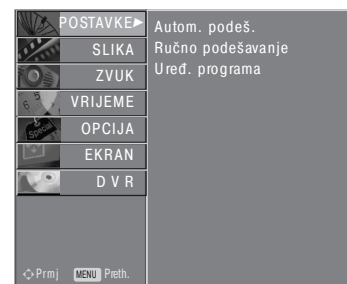 POSTAVKE
SLIKA
ZVUK
VRIJEME
OPCIJA
EKRAN
D V R
Autom. podeš.
Ručno podešavanje
Uređ. programa
Prmj MENU Preth.